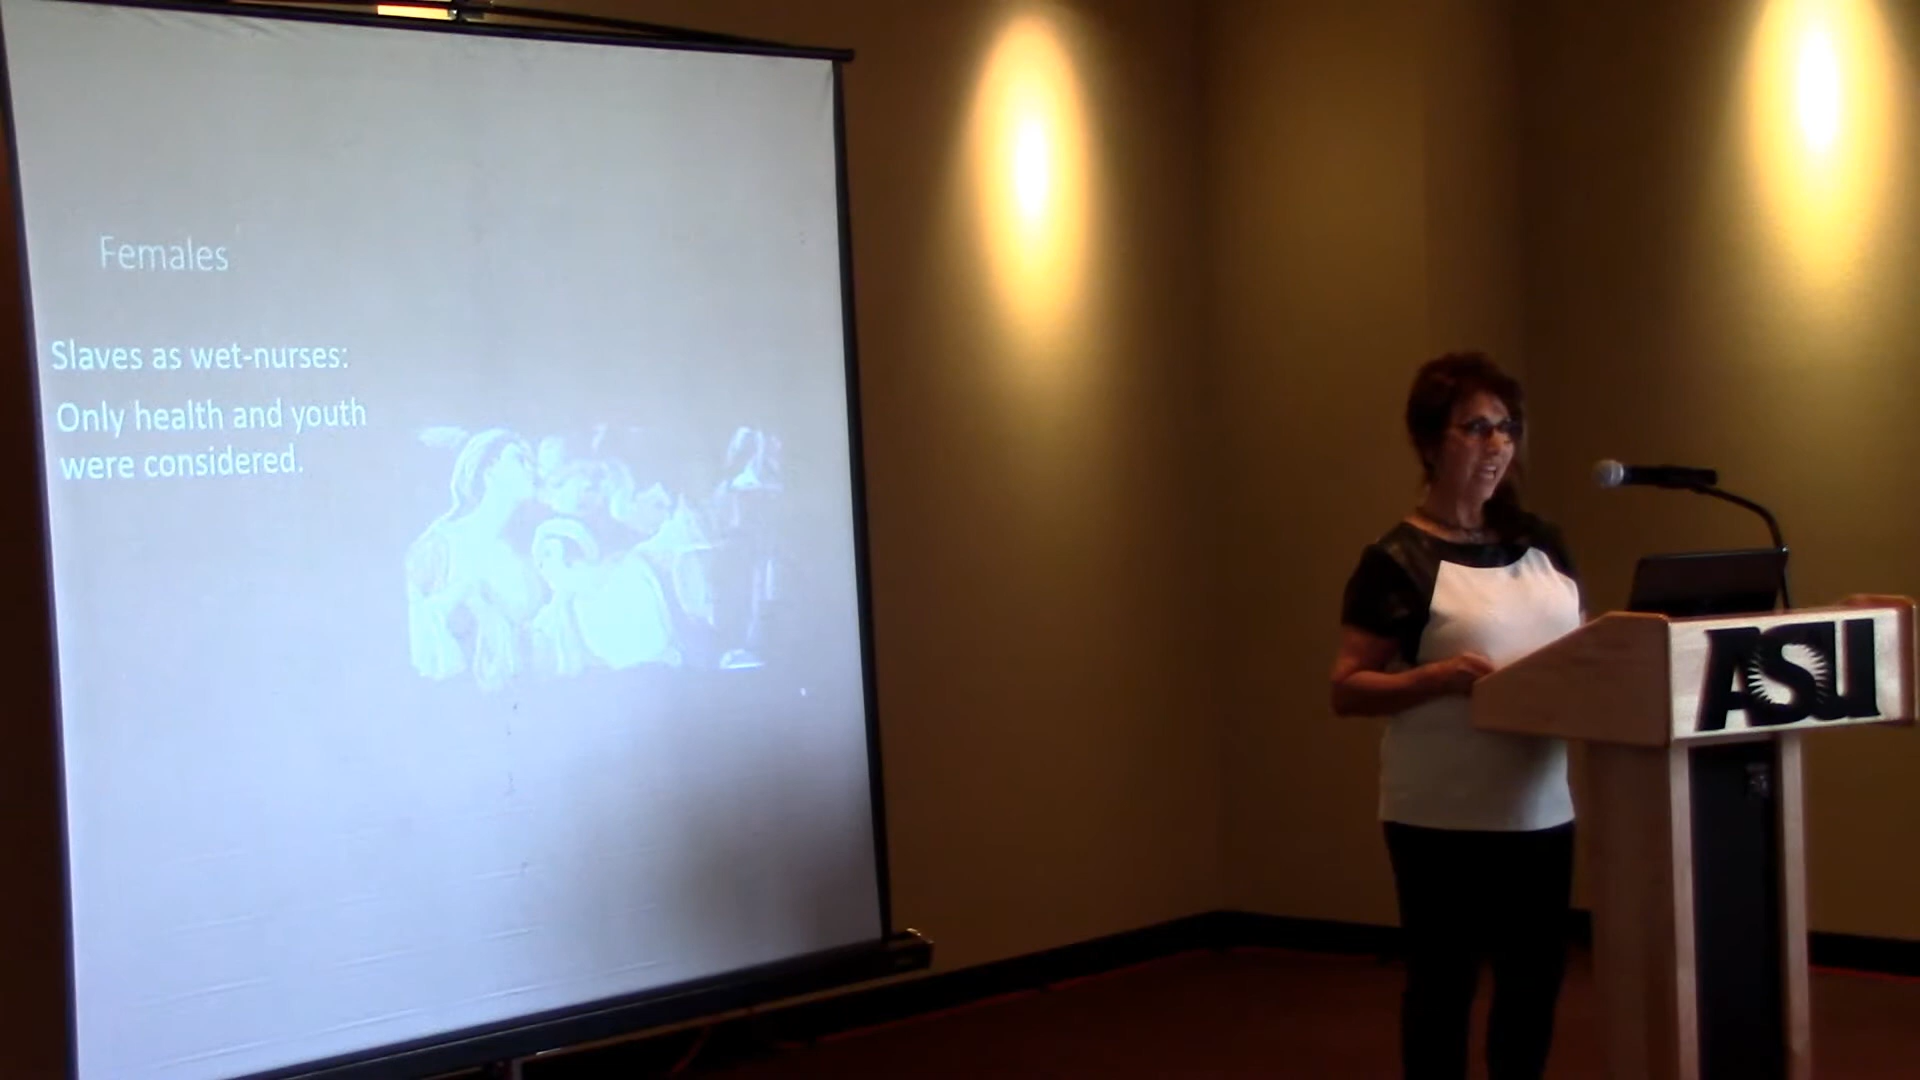 Females
Slaves as wet-nurses:
Only health and youth
were considered.
ASU